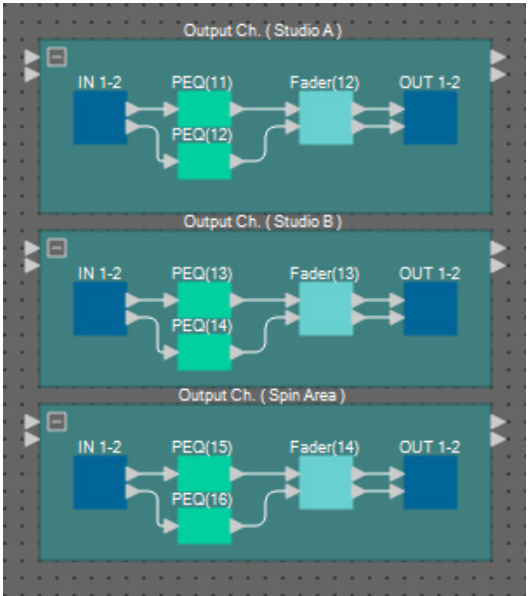 Output Ch. ( Studio A )
IN 1-2 PEQ(11) Fader(12) OUT 1-2
PEQ(12)
Output Ch. ( Studio B )
IN 1-2 PEQ(13) Fader(13) OUT 1-2
PEQ(14)
Output Ch. ( Spin Area )
IN 1-2 PEQ(15) Fader(14) OUT 1-2
PEQ(16)